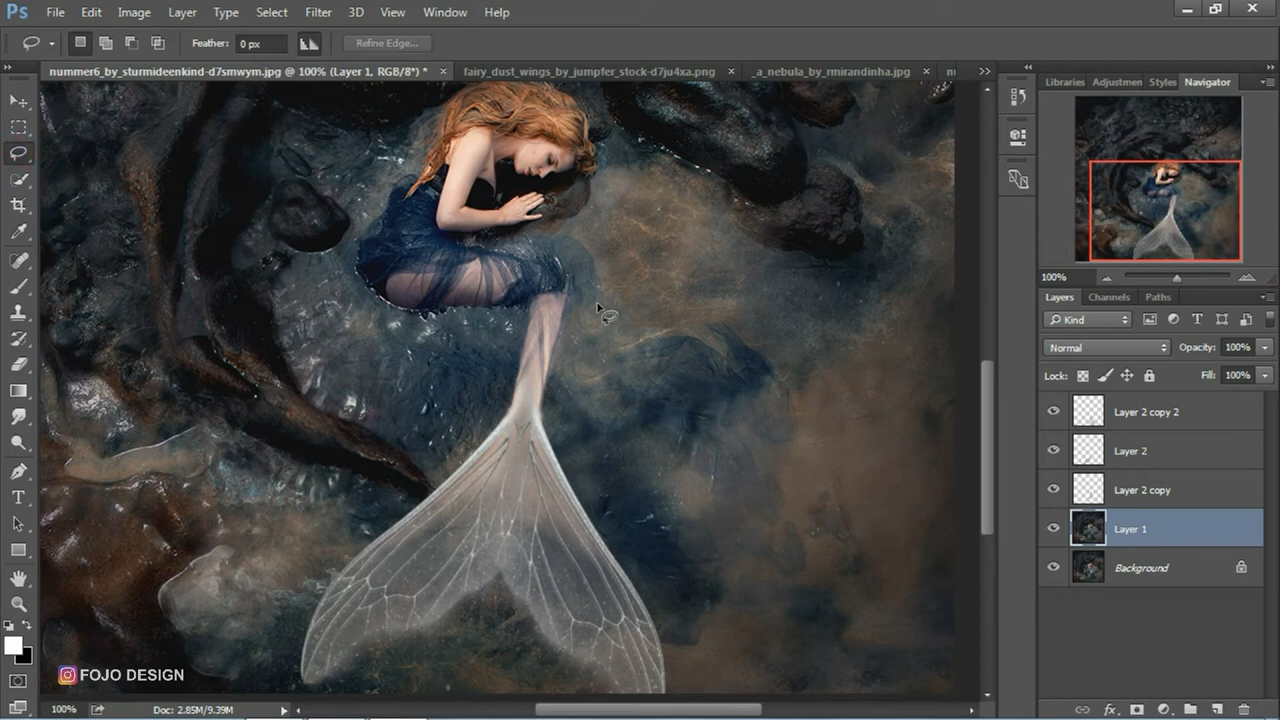 Ps File Edit Image Layer Type Select Filter 3D View Window Help
Feather: 0 px Refine Edge...
nummer6_by_sturmideenkind-d7smwym.jpg @ 100% (Layer 1, RGB/8*) * × fairy_dust_wings_by_jumpfer_stock-d7ju4xa.png × _a_nebula_by_rmirandinha.jpg ×
Libraries Adjustmen Styles Navigator
100%
Layers Channels Paths
Kind
Normal Opacity: 100%
Lock: Fill: 100%
Layer 2 copy 2
Layer 2
Layer 2 copy
Layer 1
Background
FOJO DESIGN
100% Doc: 2.85M/9.39M